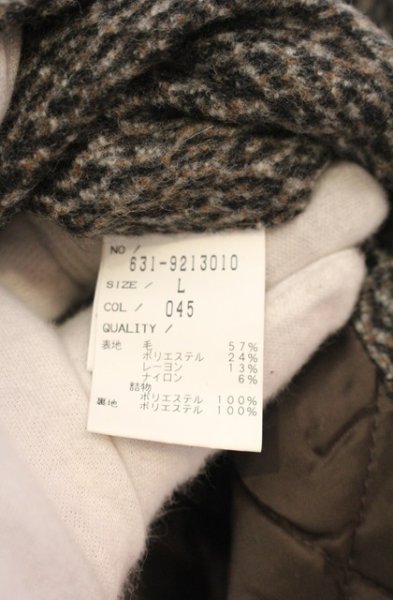 NO /
631-9213010
SIZE / L
COL / 045
QUALITY /
表地 毛 57%
ポリエステル 24%
レーヨン 13%
ナイロン 6%
詰物
ポリエステル 100%
裏地 ポリエステル 100%